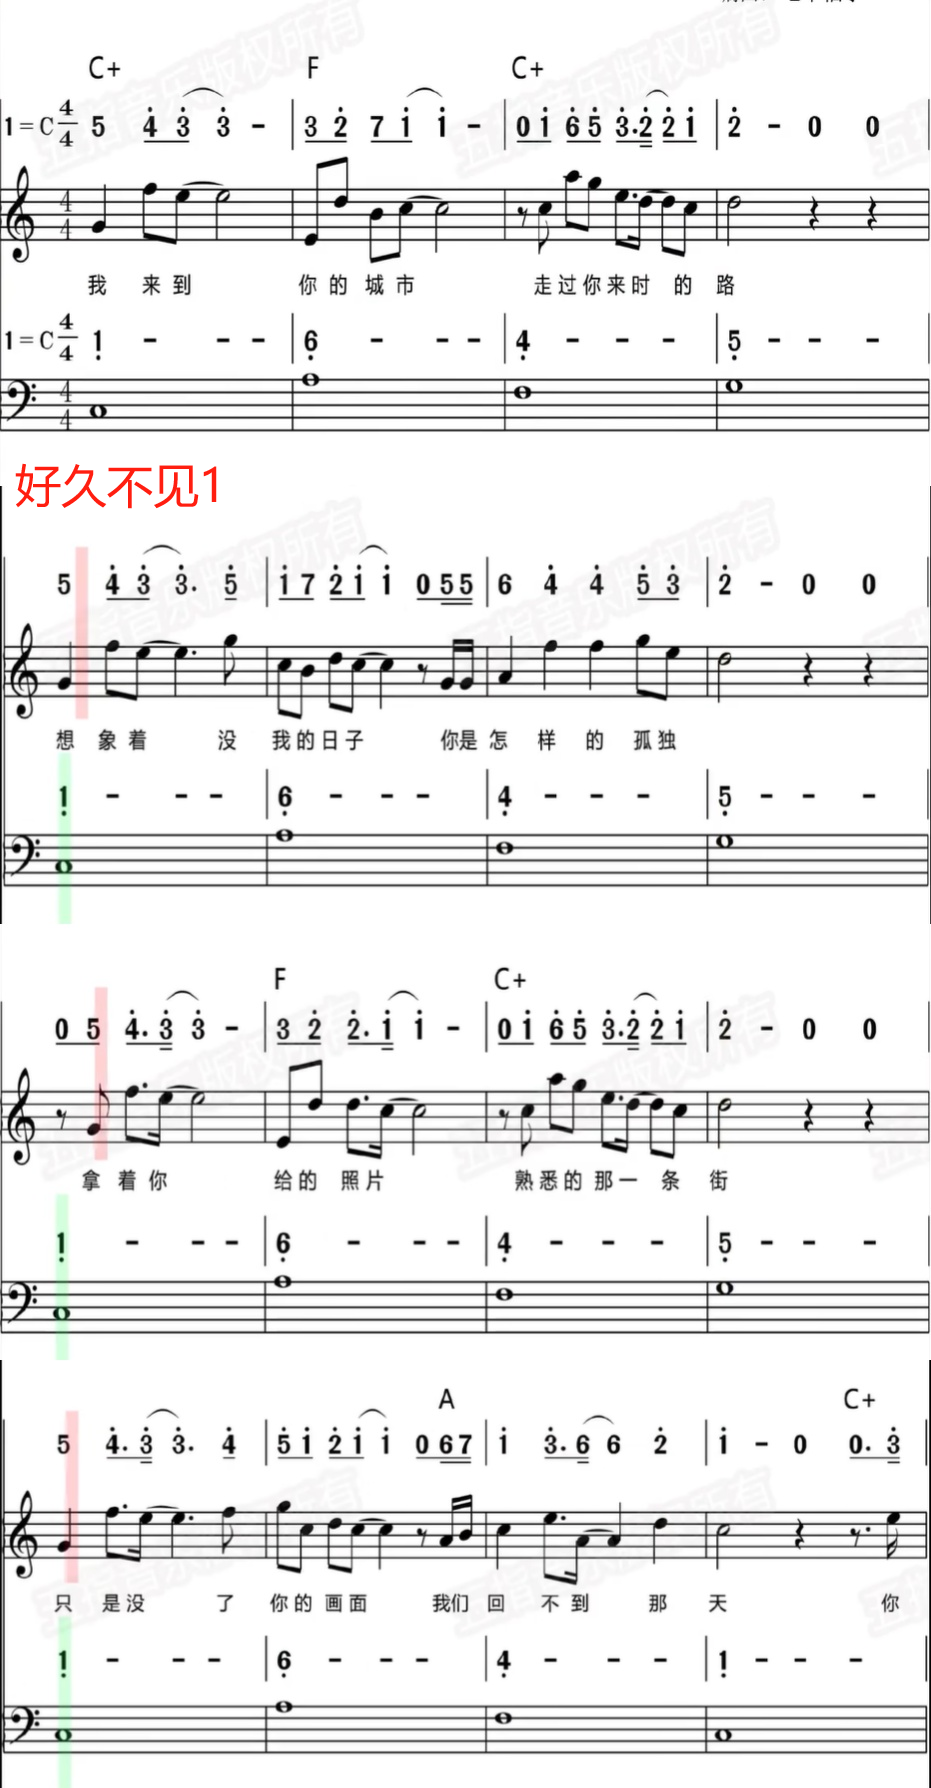 C+ F C+
1=C 4/4 5 4 3 3 - | 3 2 7 1 1 - | 0 1 6 5 3. 2 2 1 | 2 - 0 0
我 来 到 你 的 城 市 走 过 你 来 时 的 路
1=C 4/4 1 - - - | 6 - - - | 4 - - - | 5 - - -
好久不见1
5 4 3 3. 5 | 1 7 2 1 1 0 5 5 | 6 4 4 5 3 | 2 - 0 0
想 象 着 没 我 的 日 子 你是 怎 样 的 孤 独
1 - - - | 6 - - - | 4 - - - | 5 - - -
F C+
0 5 4. 3 3 - | 3 2 2. 1 1 - | 0 1 6 5 3. 2 2 1 | 2 - 0 0
拿 着 你 给 的 照 片 熟 悉 的 那 一 条 街
1 - - - | 6 - - - | 4 - - - | 5 - - -
A C+
5 4. 3 3. 4 | 5 1 2 1 1 0 6 7 | 1 3. 6 6 2 | 1 - 0 0. 3
只 是 没 了 你 的 画 面 我们 回 不 到 那 天 你
1 - - - | 6 - - - | 4 - - - | 1 - - -
五指音乐版权所有